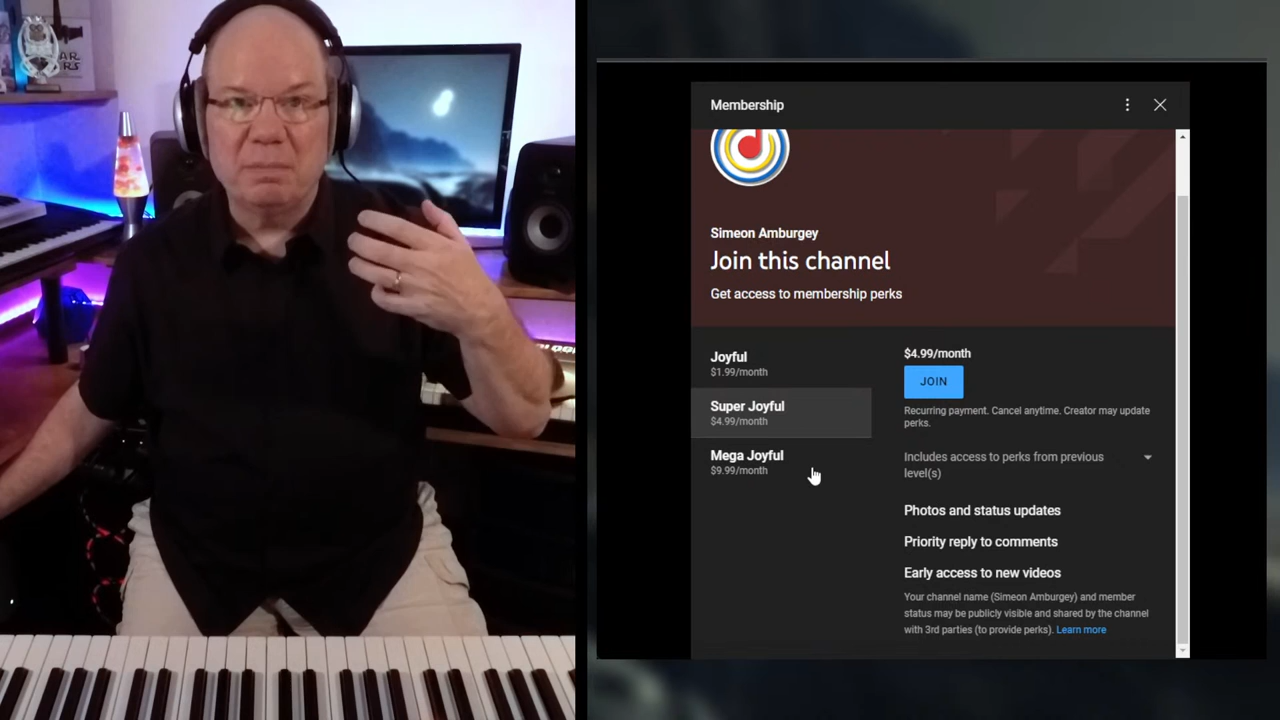 Membership
Simeon Amburgey
Join this channel
Get access to membership perks
Joyful
$1.99/month
Super Joyful
$4.99/month
Mega Joyful
$9.99/month
$4.99/month
JOIN
Recurring payment. Cancel anytime. Creator may update
perks.
Includes access to perks from previous
level(s)
Photos and status updates
Priority reply to comments
Early access to new videos
Your channel name (Simeon Amburgey) and member
status may be publicly visible and shared by the channel
with 3rd parties (to provide perks). Learn more